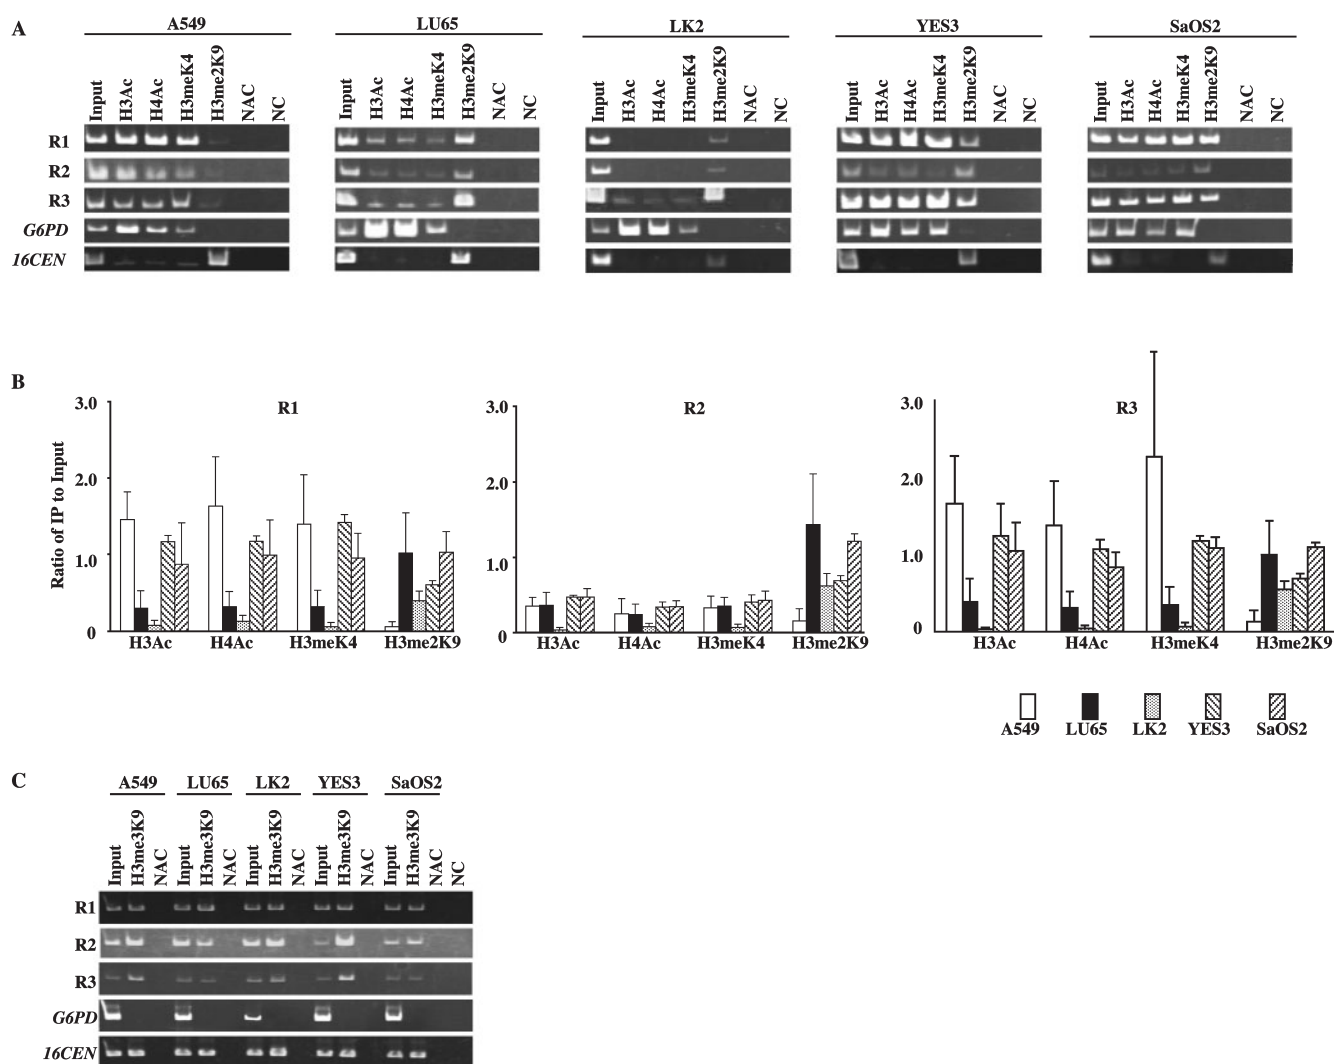 A
A549 LU65 LK2 YES3 SaOS2
Input H3Ac H4Ac H3meK4 H3me2K9 NAC NC Input H3Ac H4Ac H3meK4 H3me2K9 NAC NC Input H3Ac H4Ac H3meK4 H3me2K9 NAC NC Input H3Ac H4Ac H3meK4 H3me2K9 NAC NC Input H3Ac H4Ac H3meK4 H3me2K9 NAC NC
R1
R2
R3
G6PD
16CEN
B
Ratio of IP to Input
R1
3.0
2.0
1.0
0
H3Ac H4Ac H3meK4 H3me2K9
R2
3.0
2.0
1.0
0
H3Ac H4Ac H3meK4 H3me2K9
R3
3.0
2.0
1.0
0
H3Ac H4Ac H3meK4 H3me2K9
A549 LU65 LK2 YES3 SaOS2
C
A549 LU65 LK2 YES3 SaOS2
Input H3me3K9 NAC Input H3me3K9 NAC Input H3me3K9 NAC Input H3me3K9 NAC Input H3me3K9 NAC NC
R1
R2
R3
G6PD
16CEN